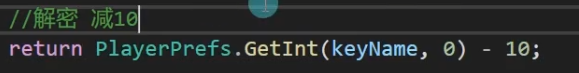 //解密 减10
return PlayerPrefs.GetInt(keyName, 0) - 10;